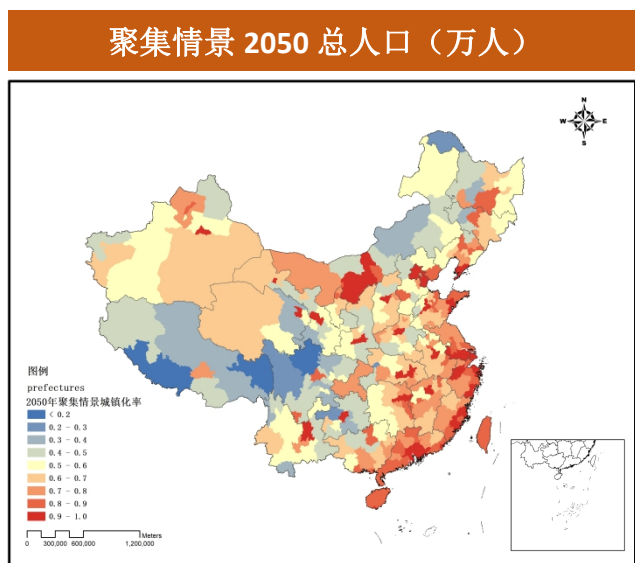 聚集情景 2050 总人口（万人）
N
W E
S
图例
prefectures
2050年聚集情景城镇化率
< 0.2
0.2 - 0.3
0.3 - 0.4
0.4 - 0.5
0.5 - 0.6
0.6 - 0.7
0.7 - 0.8
0.8 - 0.9
0.9 - 1.0
Meters
0 300,000 600,000 1,200,000